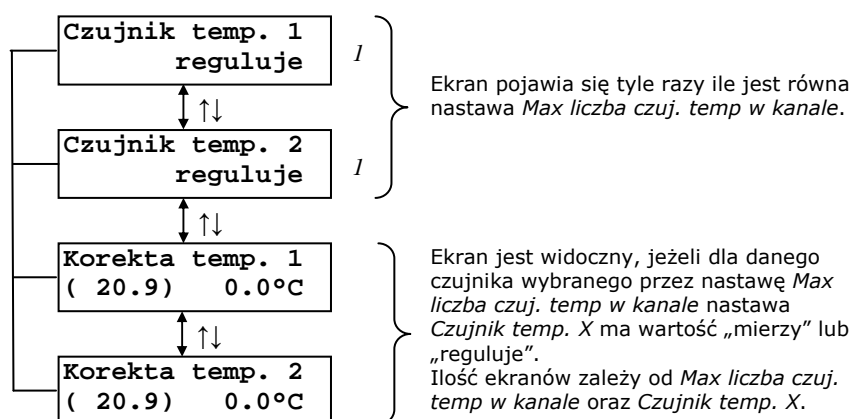 Czujnik temp. 1
reguluje
1
↑↓
Czujnik temp. 2
reguluje
1
Ekran pojawia się tyle razy ile jest równa
nastawa Max liczba czuj. temp w kanale.
↑↓
Korekta temp. 1
( 20.9) 0.0°C
↑↓
Korekta temp. 2
( 20.9) 0.0°C
Ekran jest widoczny, jeżeli dla danego
czujnika wybranego przez nastawę Max
liczba czuj. temp w kanale nastawa
Czujnik temp. X ma wartość „mierzy” lub
„reguluje”.
Ilość ekranów zależy od Max liczba czuj.
temp w kanale oraz Czujnik temp. X.